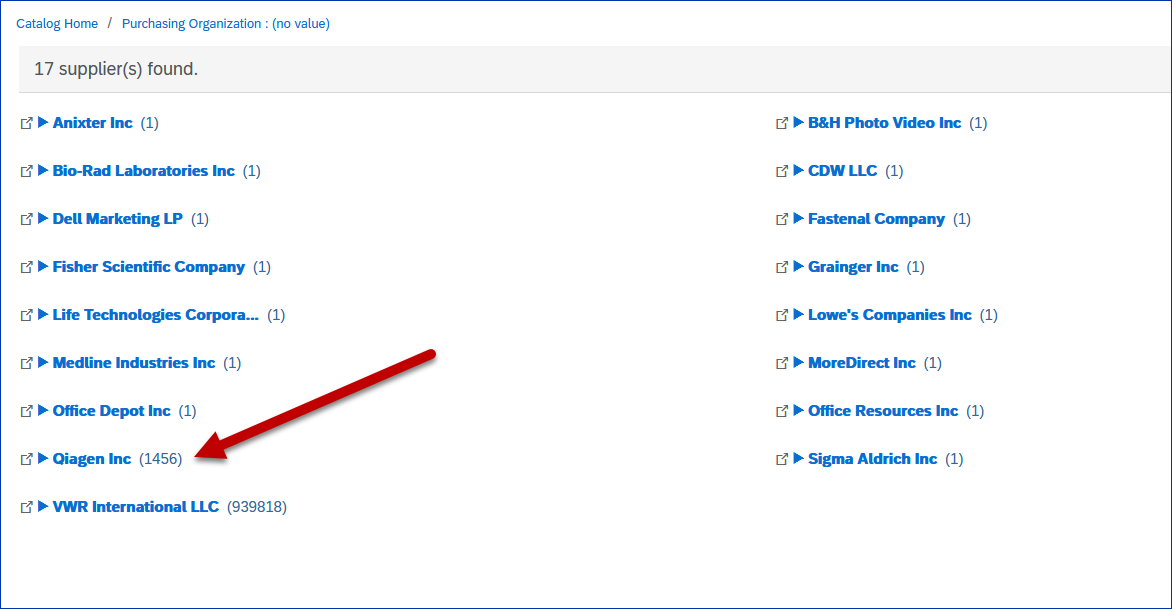 Catalog Home / Purchasing Organization : (no value)
17 supplier(s) found.
Anixter Inc (1)
B&H Photo Video Inc (1)
Bio-Rad Laboratories Inc (1)
CDW LLC (1)
Dell Marketing LP (1)
Fastenal Company (1)
Fisher Scientific Company (1)
Grainger Inc (1)
Life Technologies Corpora... (1)
Lowe's Companies Inc (1)
Medline Industries Inc (1)
MoreDirect Inc (1)
Office Depot Inc (1)
Office Resources Inc (1)
Qiagen Inc (1456)
Sigma Aldrich Inc (1)
VWR International LLC (939818)